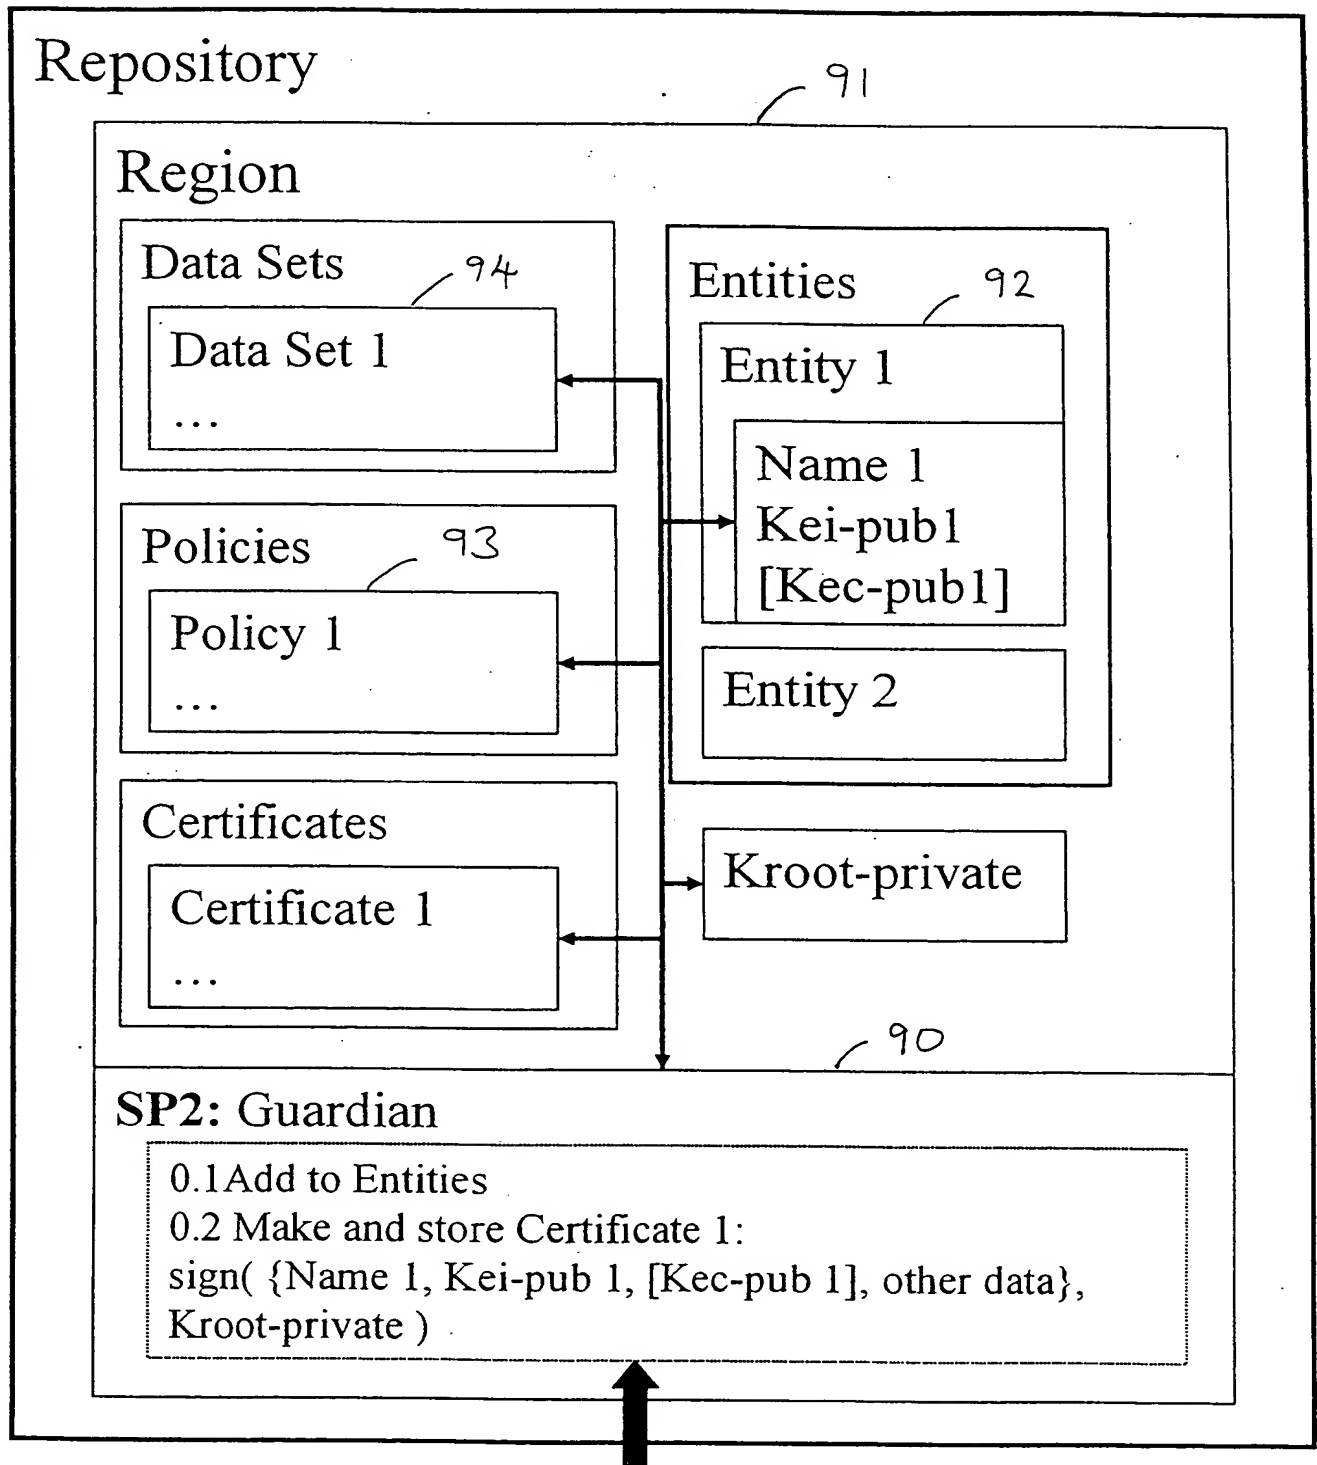 Repository
91
Region
Data Sets
94
Data Set 1
...
Entities
92
Entity 1
Name 1
Kei-pub1
[Kec-pub1]
Entity 2
Policies
93
Policy 1
...
Certificates
Certificate 1
...
Kroot-private
90
SP2: Guardian
0.1Add to Entities
0.2 Make and store Certificate 1:
sign( {Name 1, Kei-pub 1, [Kec-pub 1], other data},
Kroot-private )